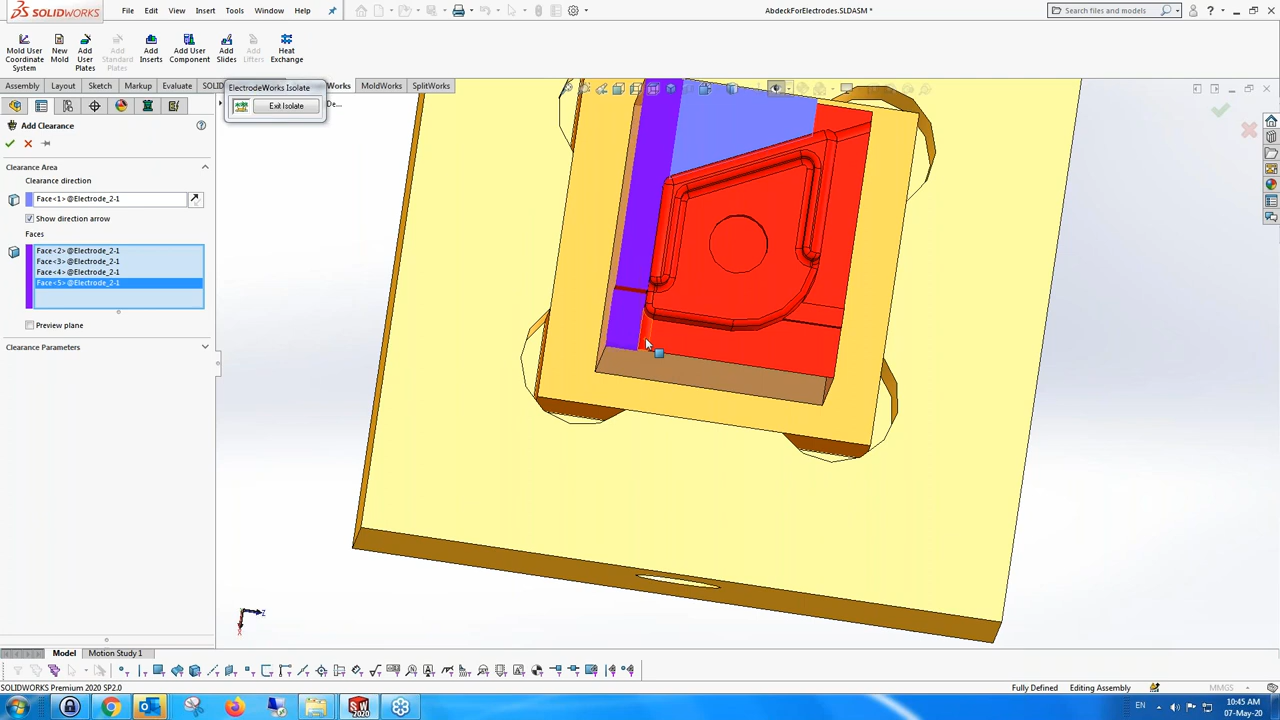 SOLIDWORKS File Edit View Insert Tools Window Help AbdeckForElectrodes.SLDASM * Search files and models
Mold User Coordinate System New Mold Add User Plates Add Standard Plates Add Inserts Add User Component Add Slides Add Lifters Heat Exchange
Assembly Layout Sketch Markup Evaluate SOLID Works MoldWorks SplitWorks
ElectrodeWorks Isolate
Exit Isolate De...
Add Clearance
Clearance Area
Clearance direction
Face<1>@Electrode_2-1
Show direction arrow
Faces
Face<2>@Electrode_2-1
Face<3>@Electrode_2-1
Face<4>@Electrode_2-1
Face<5>@Electrode_2-1
Preview plane
Clearance Parameters
Z
Model Motion Study 1
SOLIDWORKS Premium 2020 SP2.0 Fully Defined Editing Assembly MMGS
SW 2020 EN 10:45 AM
07-May-20